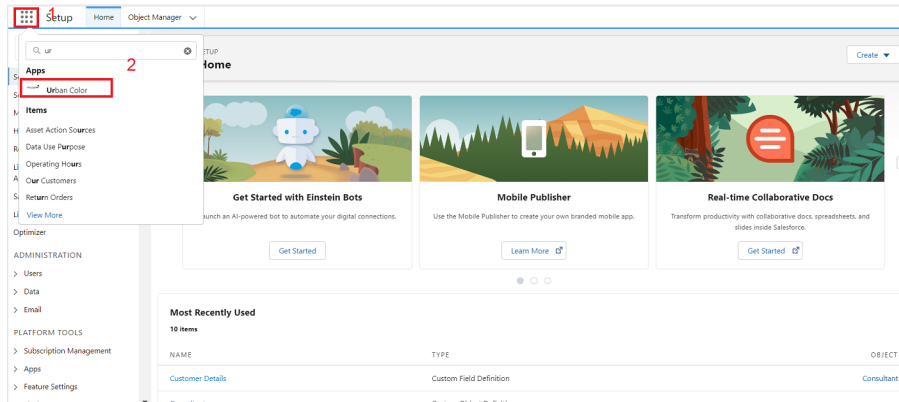 1
Setup Home Object Manager
ur
SETUP
Home
Create
2
Apps
Urban Color
Items
Asset Action Sources
Data Use Purpose
Operating Hours
Our Customers
Return Orders
View More
Optimizer
ADMINISTRATION
Users
Data
Email
PLATFORM TOOLS
Subscription Management
Apps
Feature Settings
Get Started with Einstein Bots
Launch an AI-powered bot to automate your digital connections.
Get Started
Mobile Publisher
Use the Mobile Publisher to create your own branded mobile app.
Learn More
Real-time Collaborative Docs
Transform productivity with collaborative docs, spreadsheets, and
slides inside Salesforce.
Get Started
Most Recently Used
10 items
NAME TYPE OBJECT
Customer Details Custom Field Definition Consultant